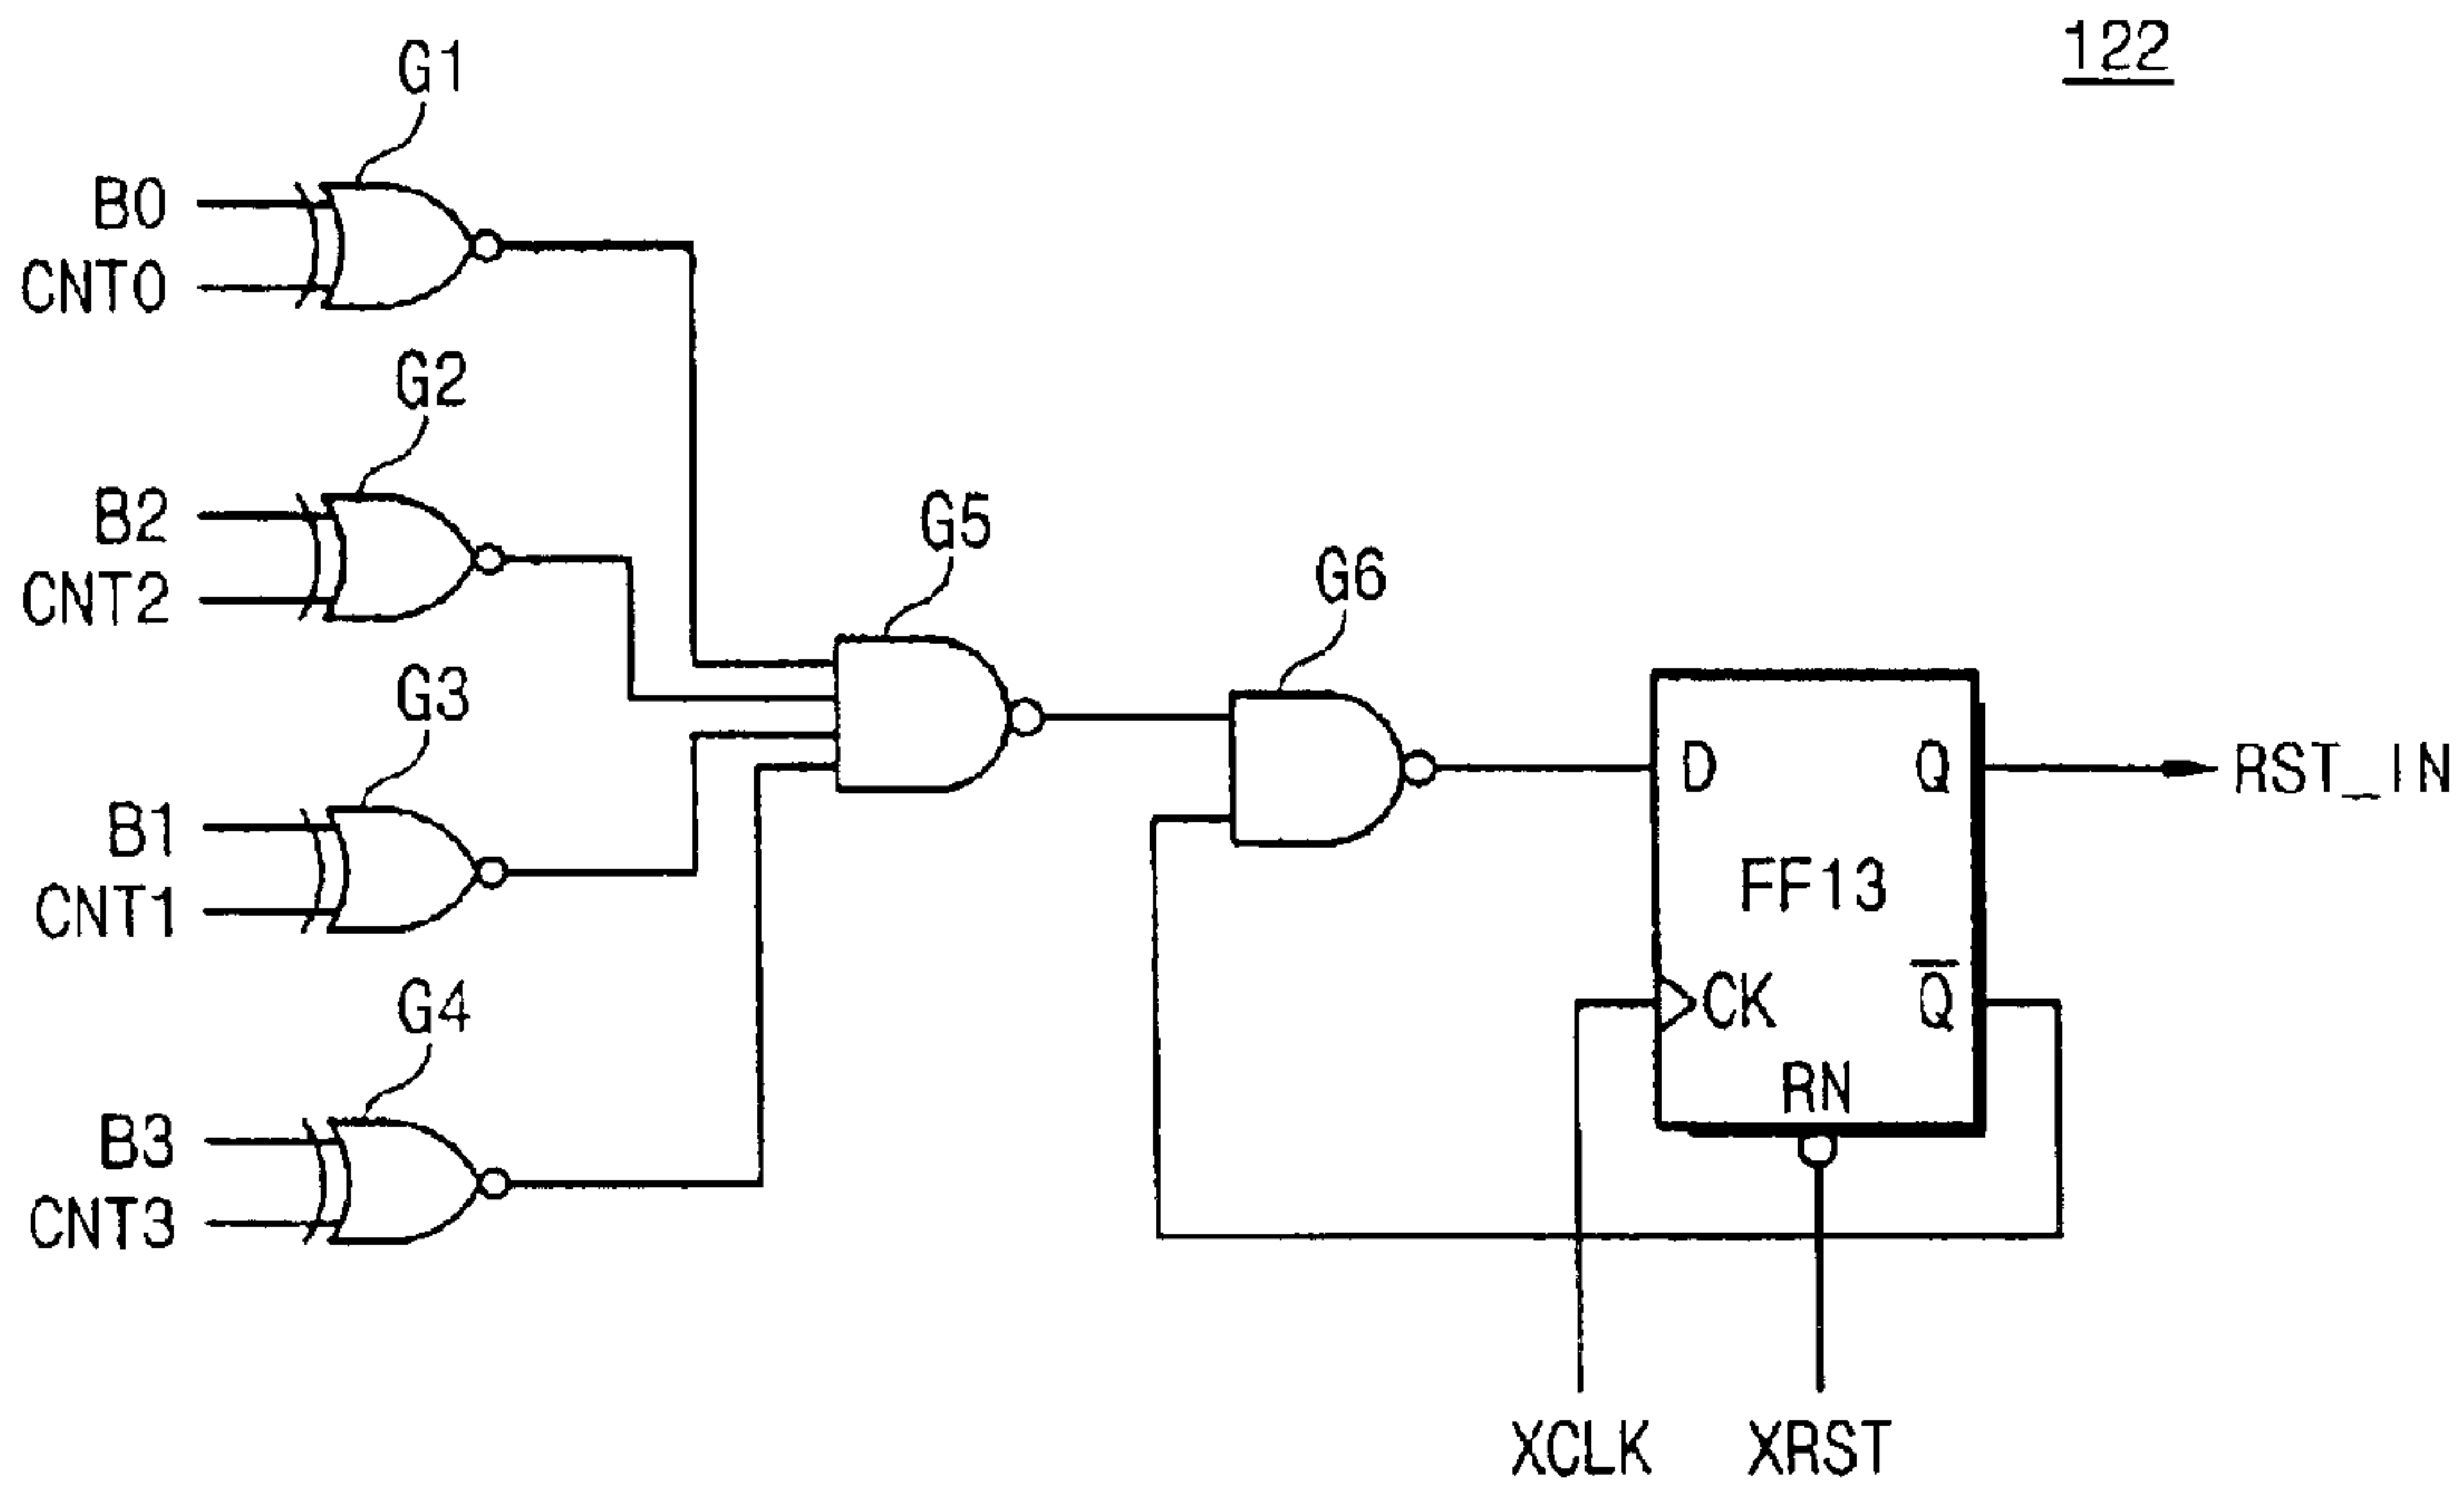 122
G1
B0
CNT0
G2
B2
CNT2
G5
G6
G3
B1
CNT1
D
Q
RST_IN
FF13
CK
Q̅
RN
G4
B3
CNT3
XCLK
XRST